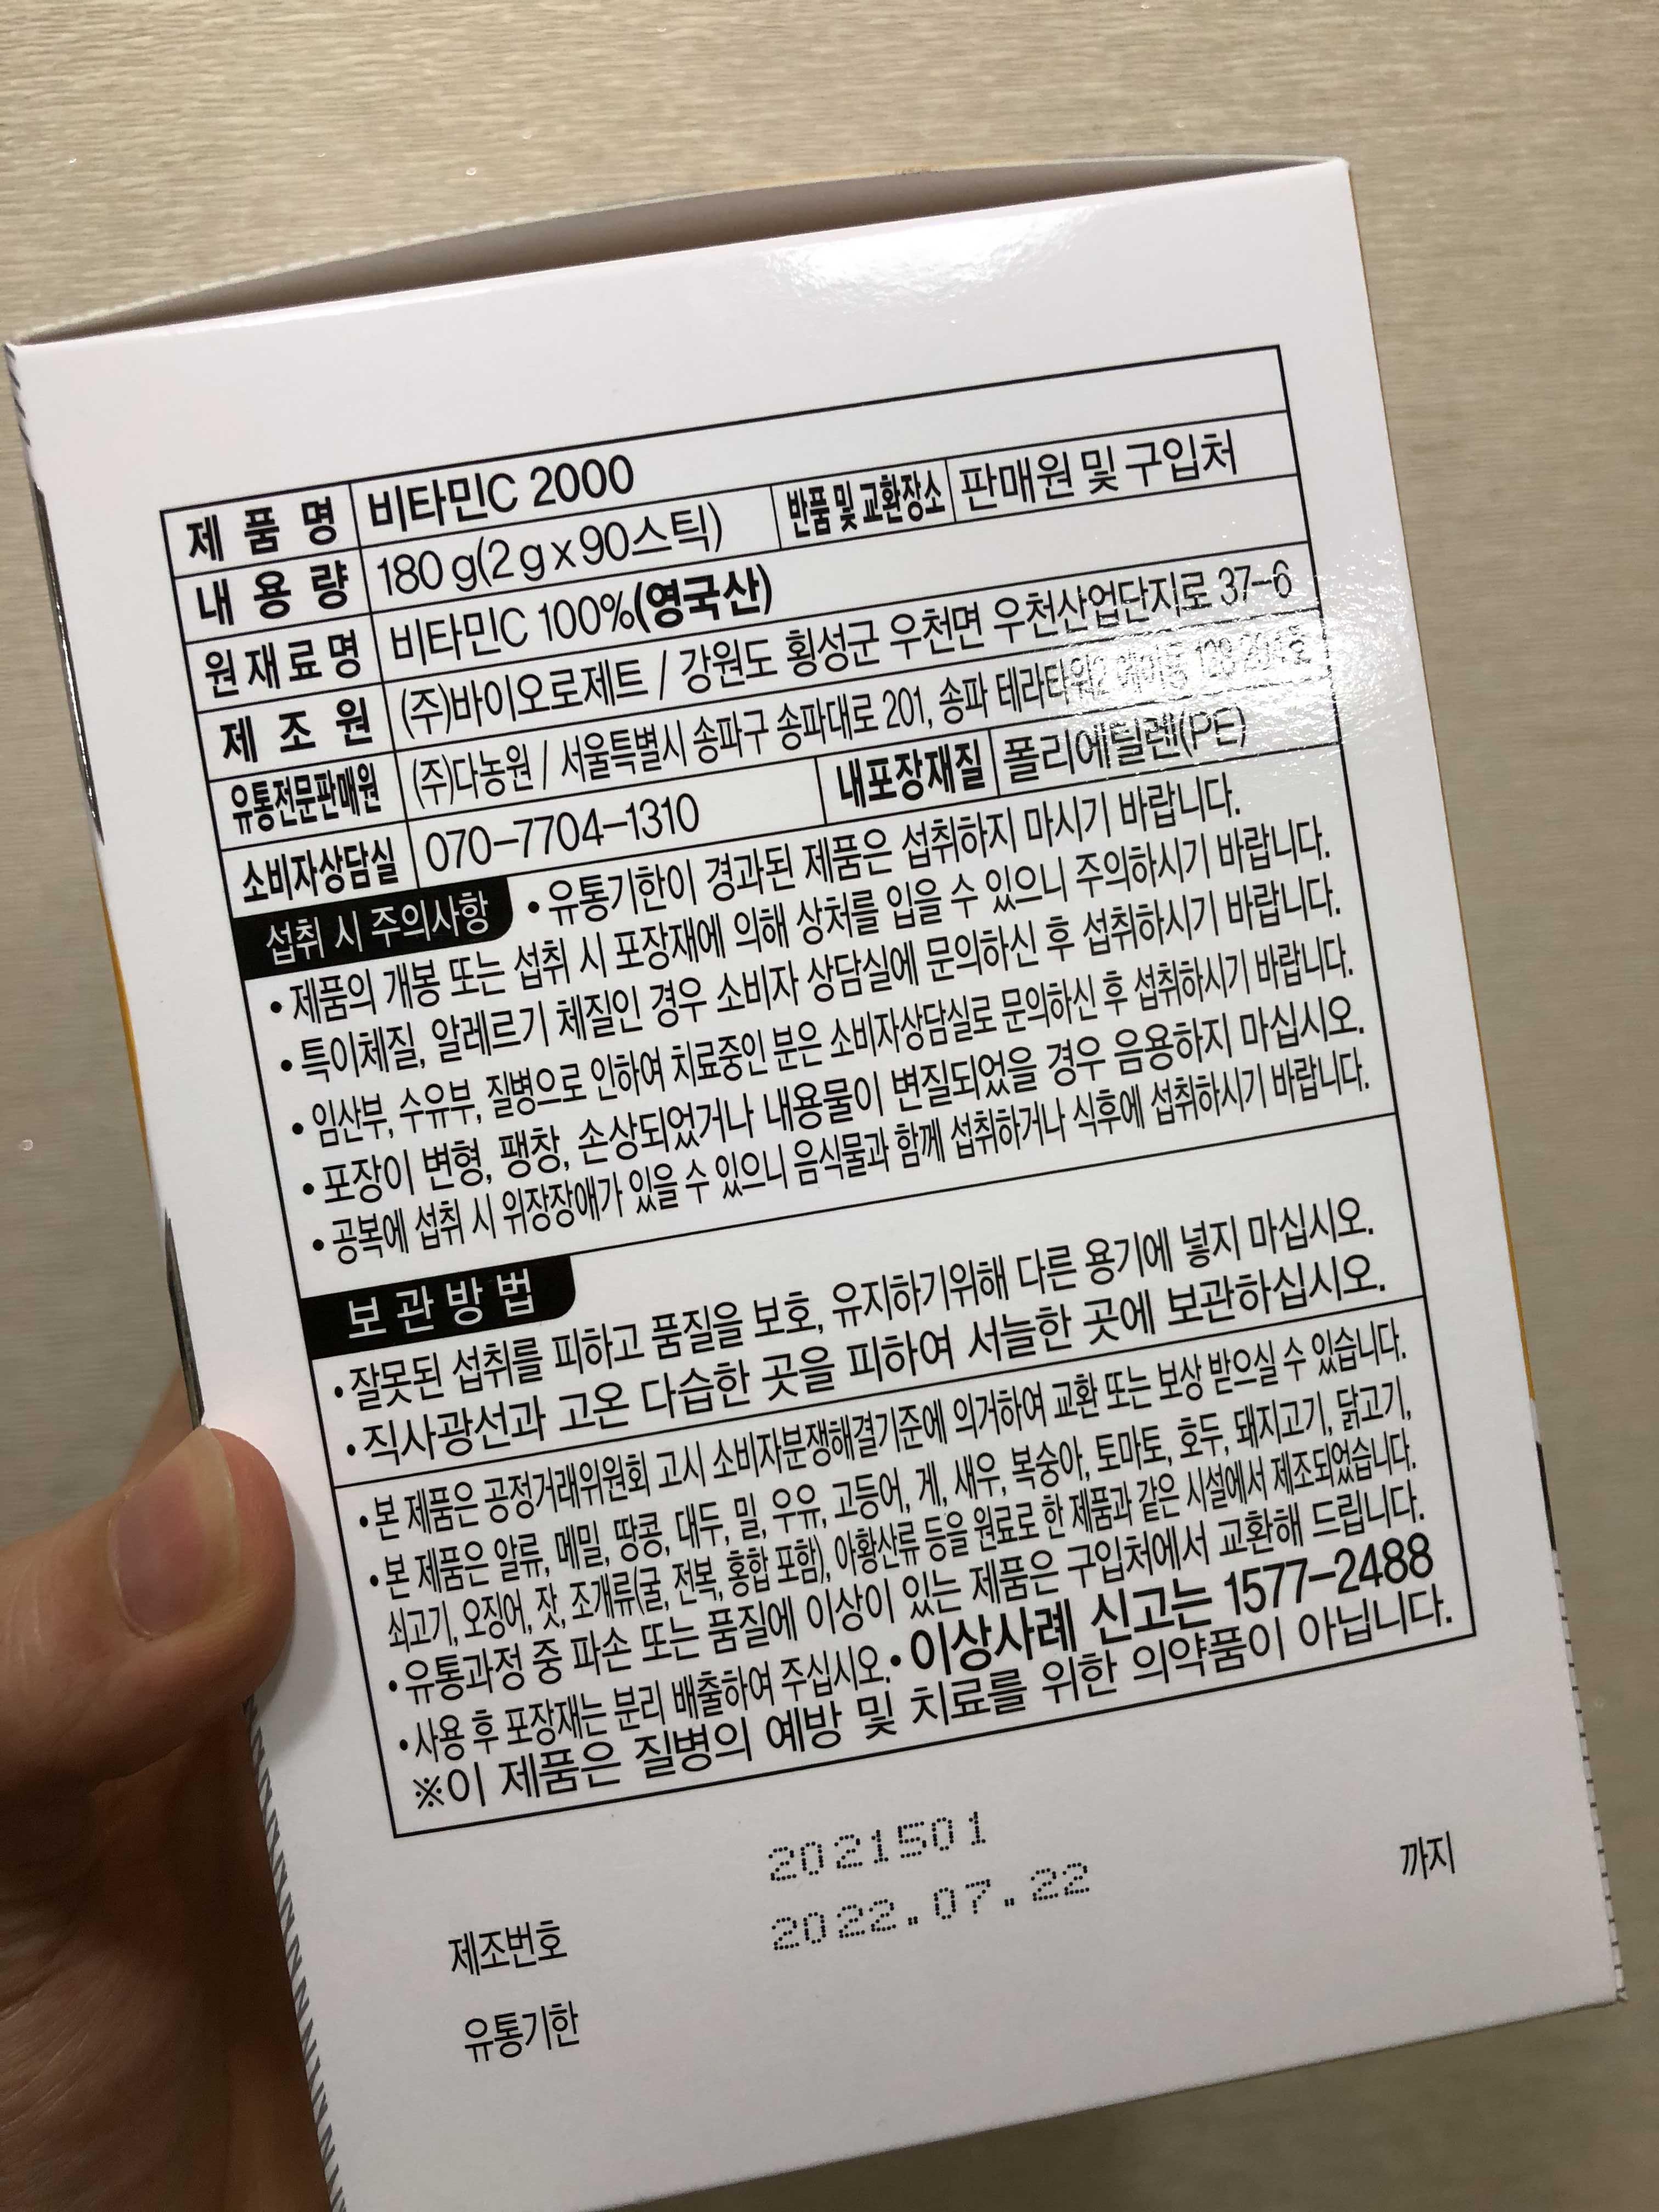 제품명 비타민C 2000
내용량 180 g(2 g x 90스틱) 반품 및 교환장소 판매원 및 구입처
원재료명 비타민C 100%(영국산)
제조원 (주)바이오로제트 / 강원도 횡성군 우천면 우천산업단지로 37-6
유통전문판매원 (주)다농원 / 서울특별시 송파구 송파대로 201, 송파 테라타워2
소비자상담실 070-7704-1310 내포장재질 폴리에틸렌(PE)
섭취 시 주의사항 • 유통기한이 경과된 제품은 섭취하지 마시기 바랍니다.
• 제품의 개봉 또는 섭취 시 포장재에 의해 상처를 입을 수 있으니 주의하시기 바랍니다.
• 특이체질, 알레르기 체질인 경우 소비자 상담실에 문의하신 후 섭취하시기 바랍니다.
• 임산부, 수유부, 질병으로 인하여 치료중인 분은 소비자상담실로 문의하신 후 섭취하시기 바랍니다.
• 포장이 변형, 팽창, 손상되었거나 내용물이 변질되었을 경우 음용하지 마십시오.
• 공복에 섭취 시 위장장애가 있을 수 있으니 음식물과 함께 섭취하거나 식후에 섭취하시기 바랍니다.
보관방법
• 잘못된 섭취를 피하고 품질을 보호, 유지하기위해 다른 용기에 넣지 마십시오.
• 직사광선과 고온 다습한 곳을 피하여 서늘한 곳에 보관하십시오.
• 본 제품은 공정거래위원회 고시 소비자분쟁해결기준에 의거하여 교환 또는 보상 받으실 수 있습니다.
• 본 제품은 알류, 메밀, 땅콩, 대두, 밀, 우유, 고등어, 게, 새우, 복숭아, 토마토, 호두, 돼지고기, 닭고기,
쇠고기, 오징어, 잣, 조개류(굴, 전복, 홍합 포함), 아황산류 등을 원료로 한 제품과 같은 시설에서 제조되었습니다.
• 유통과정 중 파손 또는 품질에 이상이 있는 제품은 구입처에서 교환해 드립니다.
• 사용 후 포장재는 분리 배출하여 주십시오. • 이상사례 신고는 1577-2488
※이 제품은 질병의 예방 및 치료를 위한 의약품이 아닙니다.
제조번호 2021501
유통기한 2022.07.22 까지